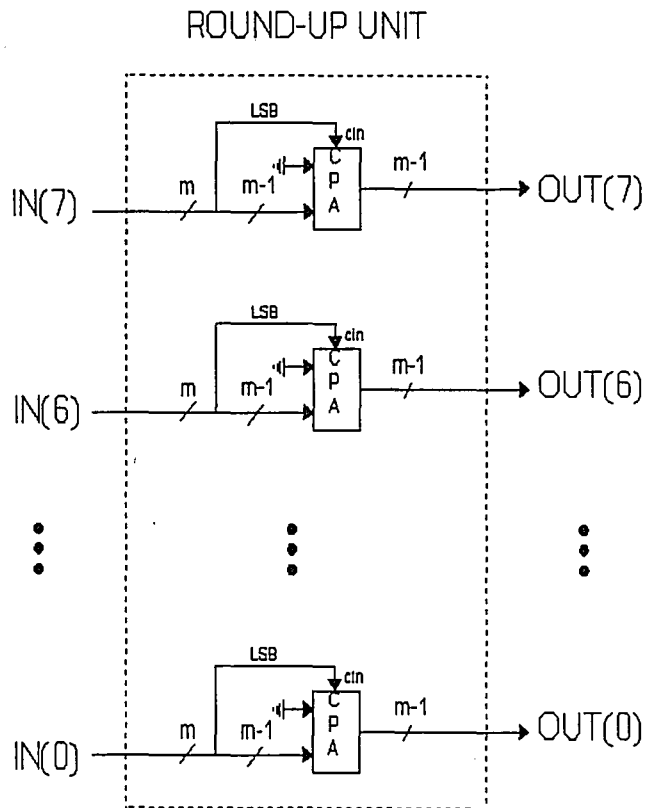 ROUND-UP UNIT
LSB
cin
C
P
A
m
m-1
m-1
IN(7)
OUT(7)
LSB
cin
C
P
A
m
m-1
m-1
IN(6)
OUT(6)
LSB
cin
C
P
A
m
m-1
m-1
IN(0)
OUT(0)